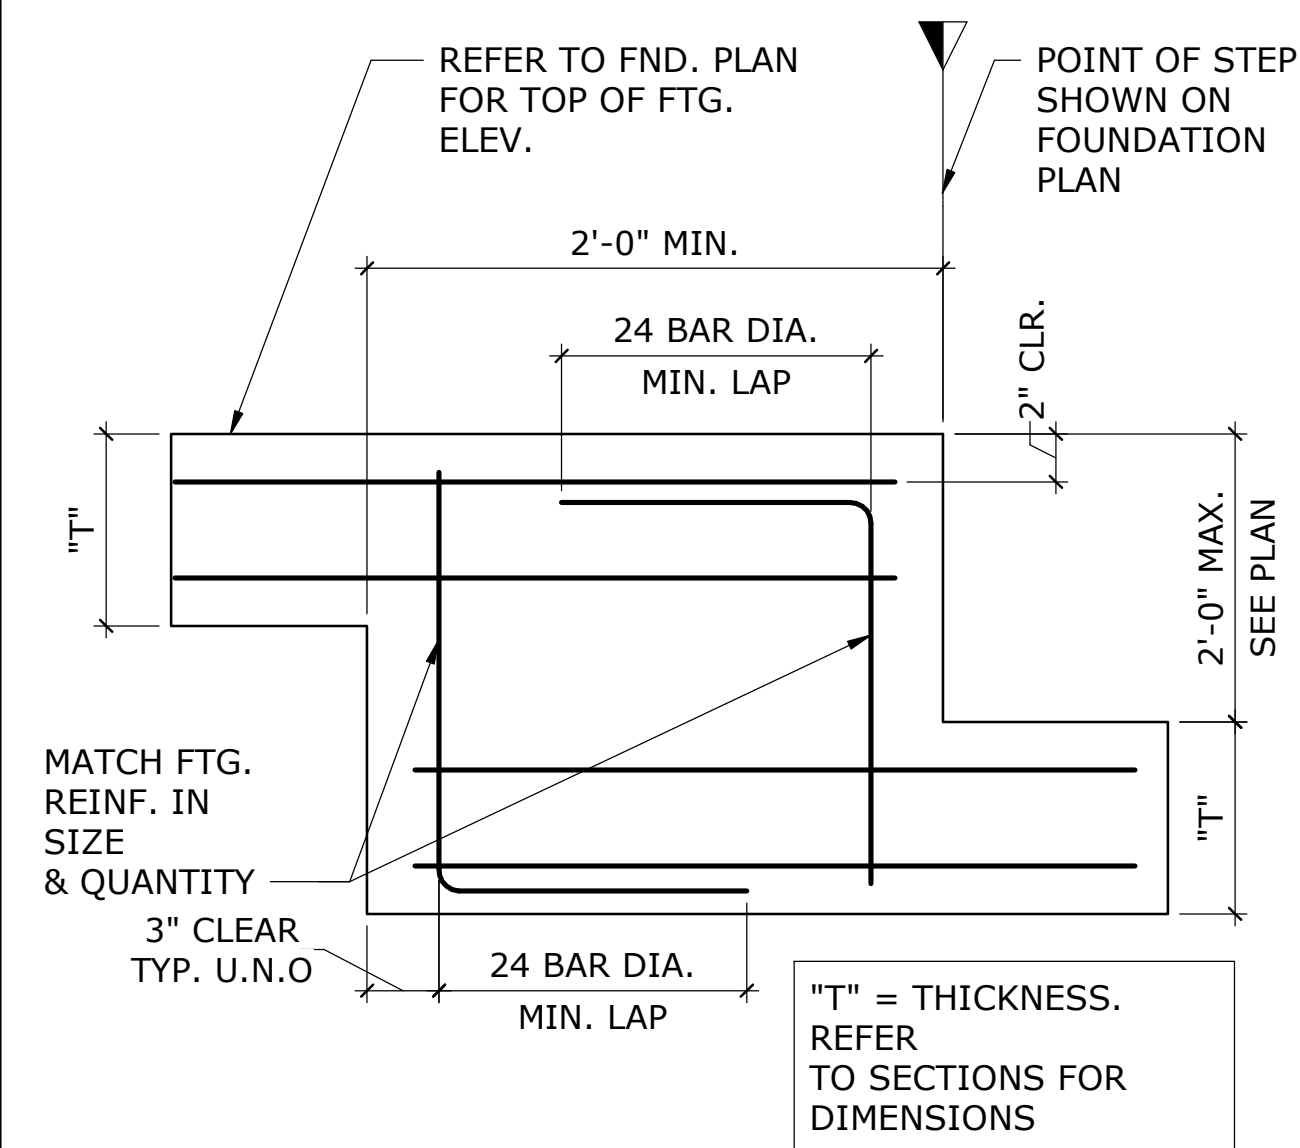 REFER TO FND. PLAN
FOR TOP OF FTG.
ELEV.
POINT OF STEP
SHOWN ON
FOUNDATION
PLAN
2'-0" MIN.
24 BAR DIA.
MIN. LAP
2" CLR.
"T"
2'-0" MAX.
SEE PLAN
MATCH FTG.
REINF. IN
SIZE
& QUANTITY
"T"
3" CLEAR
TYP. U.N.O
24 BAR DIA.
MIN. LAP
"T" = THICKNESS.
REFER
TO SECTIONS FOR
DIMENSIONS